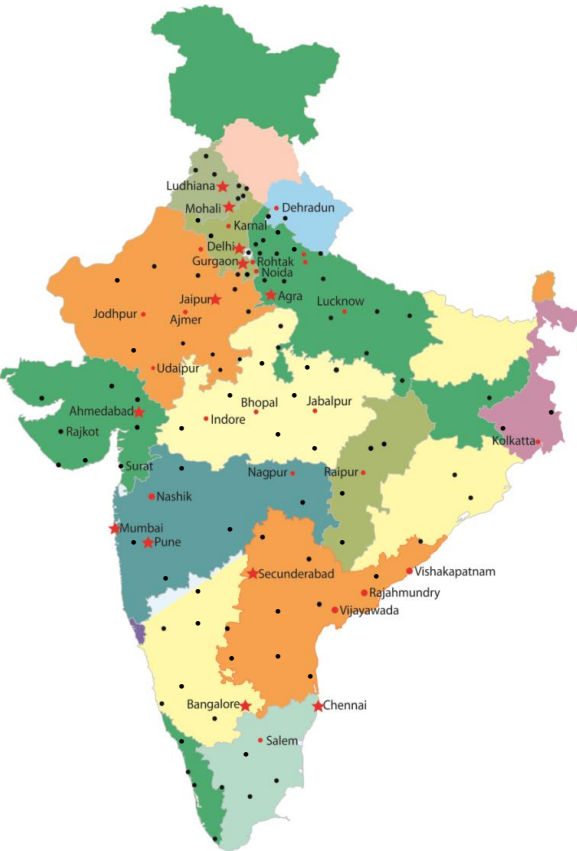 Ludhiana
Mohali
Dehradun
Karnal
Delhi
Gurgaon
Rohtak
Noida
Jaipur
Agra
Jodhpur
Ajmer
Lucknow
Udaipur
Ahmedabad
Bhopal
Jabalpur
Indore
Rajkot
Kolkatta
Surat
Nagpur
Raipur
Nashik
Mumbai
Pune
Secunderabad
Vishakapatnam
Rajahmundry
Vijayawada
Bangalore
Chennai
Salem